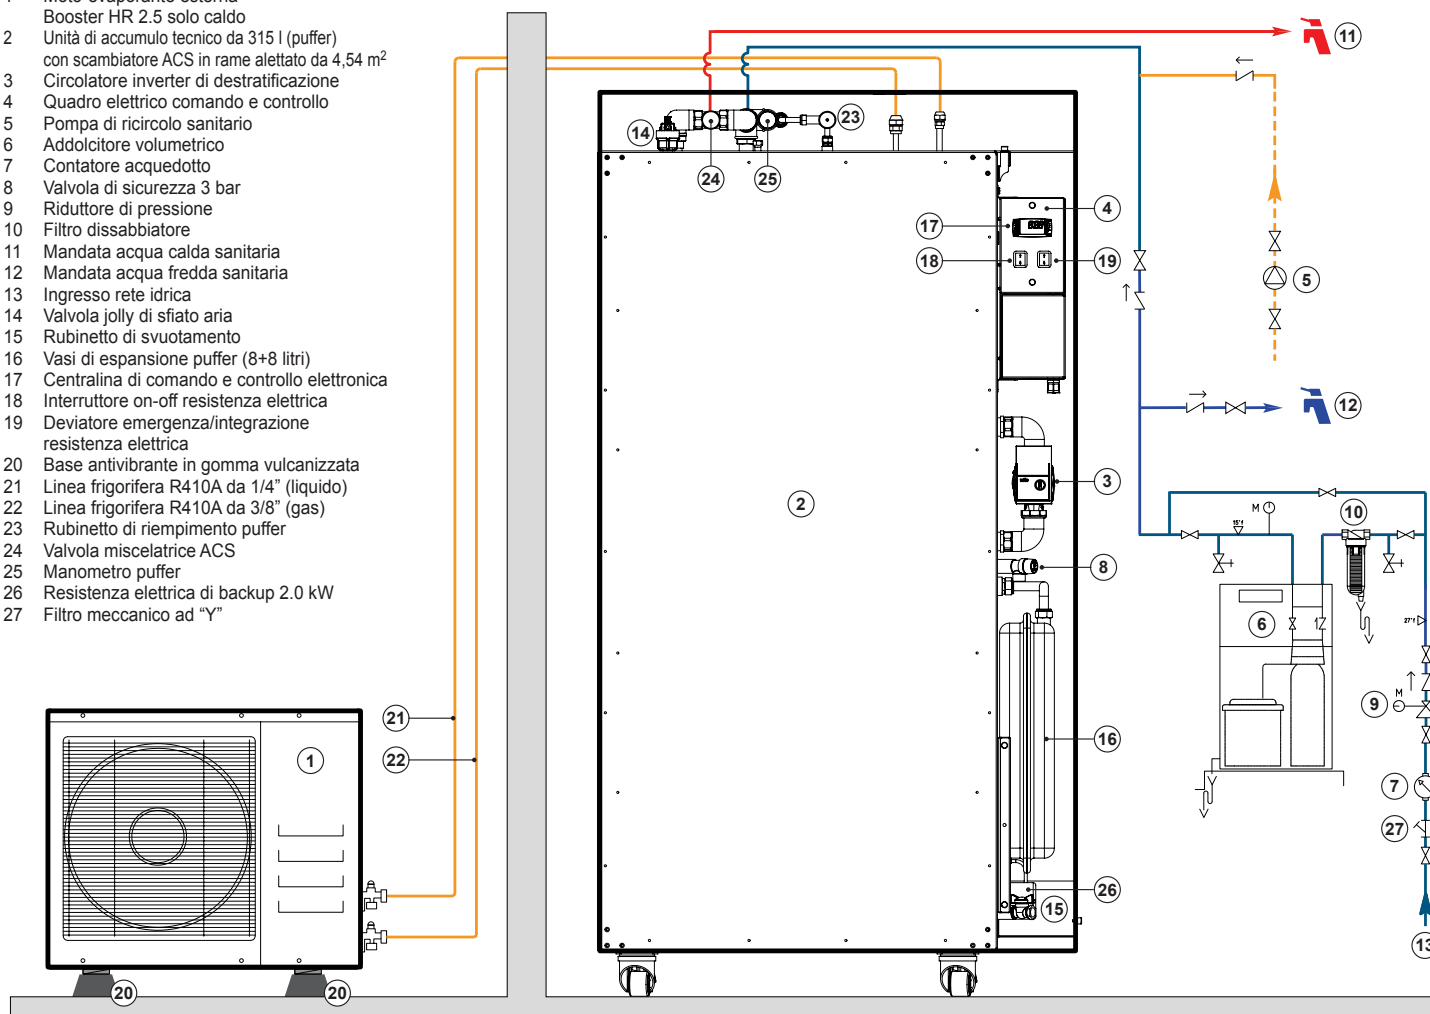 1 Moto-evaporante esterna
Booster HR 2.5 solo caldo
2 Unità di accumulo tecnico da 315 l (puffer)
con scambiatore ACS in rame alettato da 4,54 m²
3 Circolatore inverter di destratificazione
4 Quadro elettrico comando e controllo
5 Pompa di ricircolo sanitario
6 Addolcitore volumetrico
7 Contatore acquedotto
8 Valvola di sicurezza 3 bar
9 Riduttore di pressione
10 Filtro dissabbiatore
11 Mandata acqua calda sanitaria
12 Mandata acqua fredda sanitaria
13 Ingresso rete idrica
14 Valvola jolly di sfiato aria
15 Rubinetto di svuotamento
16 Vasi di espansione puffer (8+8 litri)
17 Centralina di comando e controllo elettronica
18 Interruttore on-off resistenza elettrica
19 Deviatore emergenza/integrazione
resistenza elettrica
20 Base antivibrante in gomma vulcanizzata
21 Linea frigorifera R410A da 1/4” (liquido)
22 Linea frigorifera R410A da 3/8” (gas)
23 Rubinetto di riempimento puffer
24 Valvola miscelatrice ACS
25 Manometro puffer
26 Resistenza elettrica di backup 2.0 kW
27 Filtro meccanico ad “Y”
11
23
14
24
25
4
17
18
19
5
12
3
2
M
10
15°f
8
6
27°f
M
9
21
16
1
22
7
27
26
15
13
20
20